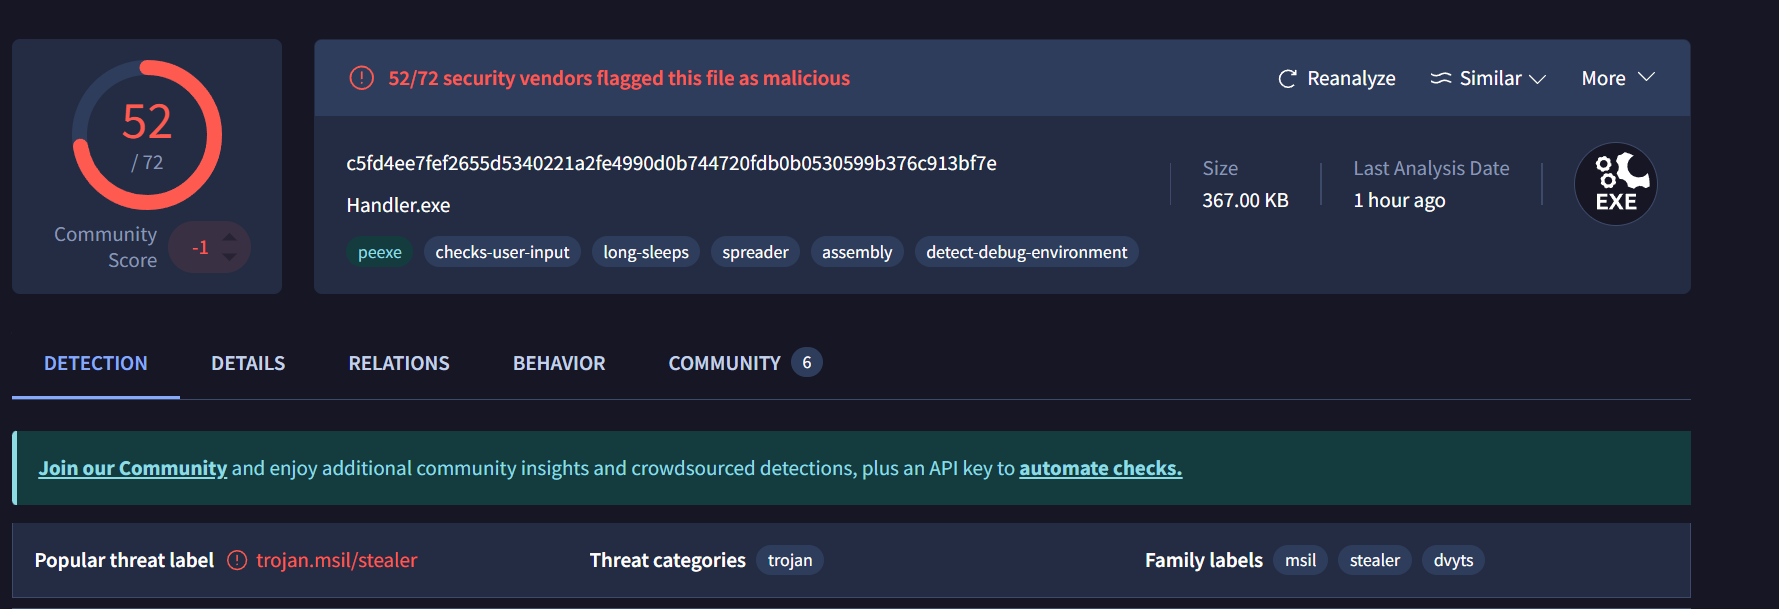 52
/ 72
Community
Score
-1
52/72 security vendors flagged this file as malicious
Reanalyze
Similar
More
c5fd4ee7fef2655d5340221a2fe4990d0b744720fdb0b0530599b376c913bf7e
Handler.exe
peexe
checks-user-input
long-sleeps
spreader
assembly
detect-debug-environment
Size
367.00 KB
Last Analysis Date
1 hour ago
EXE
DETECTION
DETAILS
RELATIONS
BEHAVIOR
COMMUNITY 6
Join our Community and enjoy additional community insights and crowdsourced detections, plus an API key to automate checks.
Popular threat label trojan.msil/stealer
Threat categories trojan
Family labels msil stealer dvyts